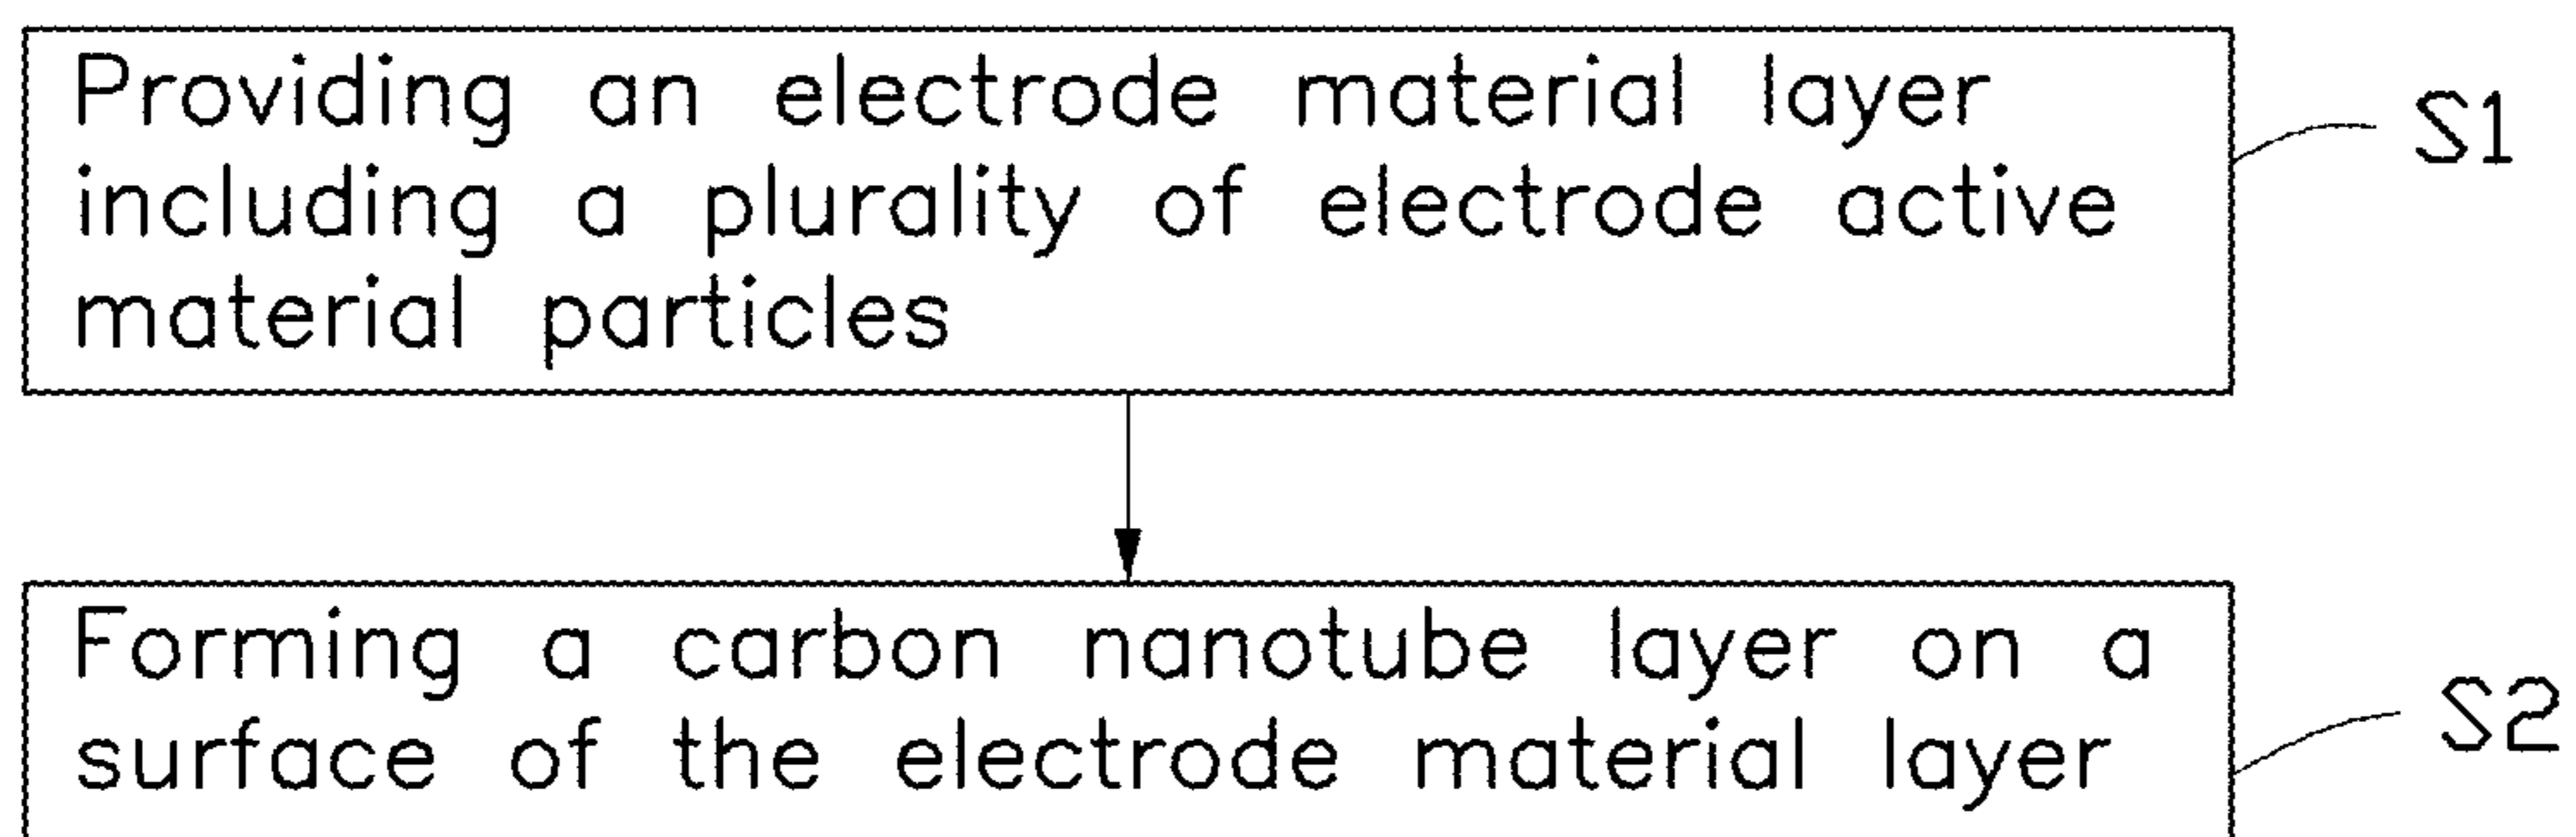 Providing an electrode material layer
including a plurality of electrode active
material particles
S1
Forming a carbon nanotube layer on a
surface of the electrode material layer
S2